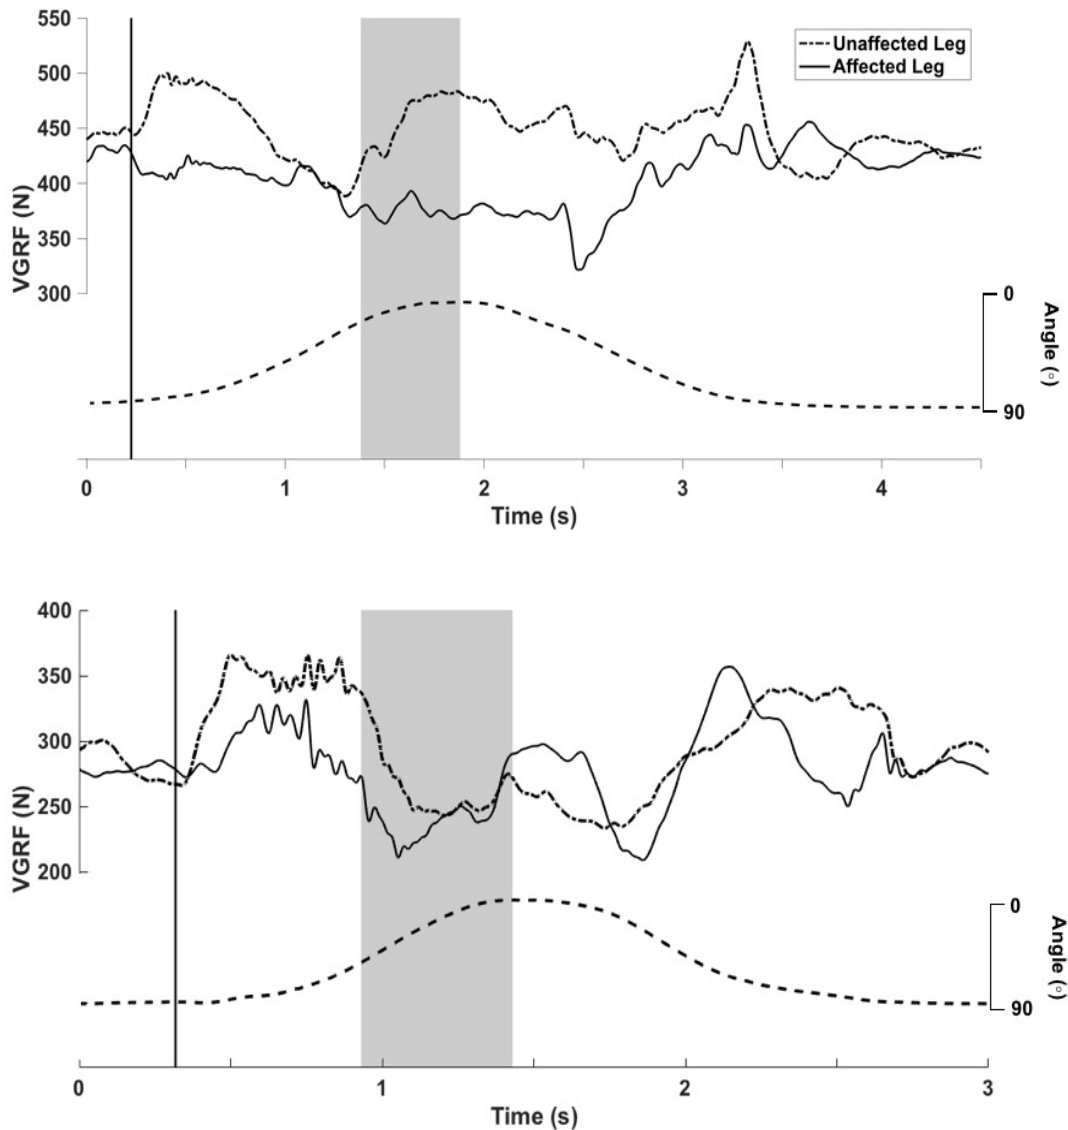 550
500
450
400
350
300
VGRF (N)
Unaffected Leg
Affected Leg
0
90
Angle (○)
0 1 2 3 4
Time (s)
400
350
300
250
200
VGRF (N)
0
90
Angle (○)
0 1 2 3
Time (s)